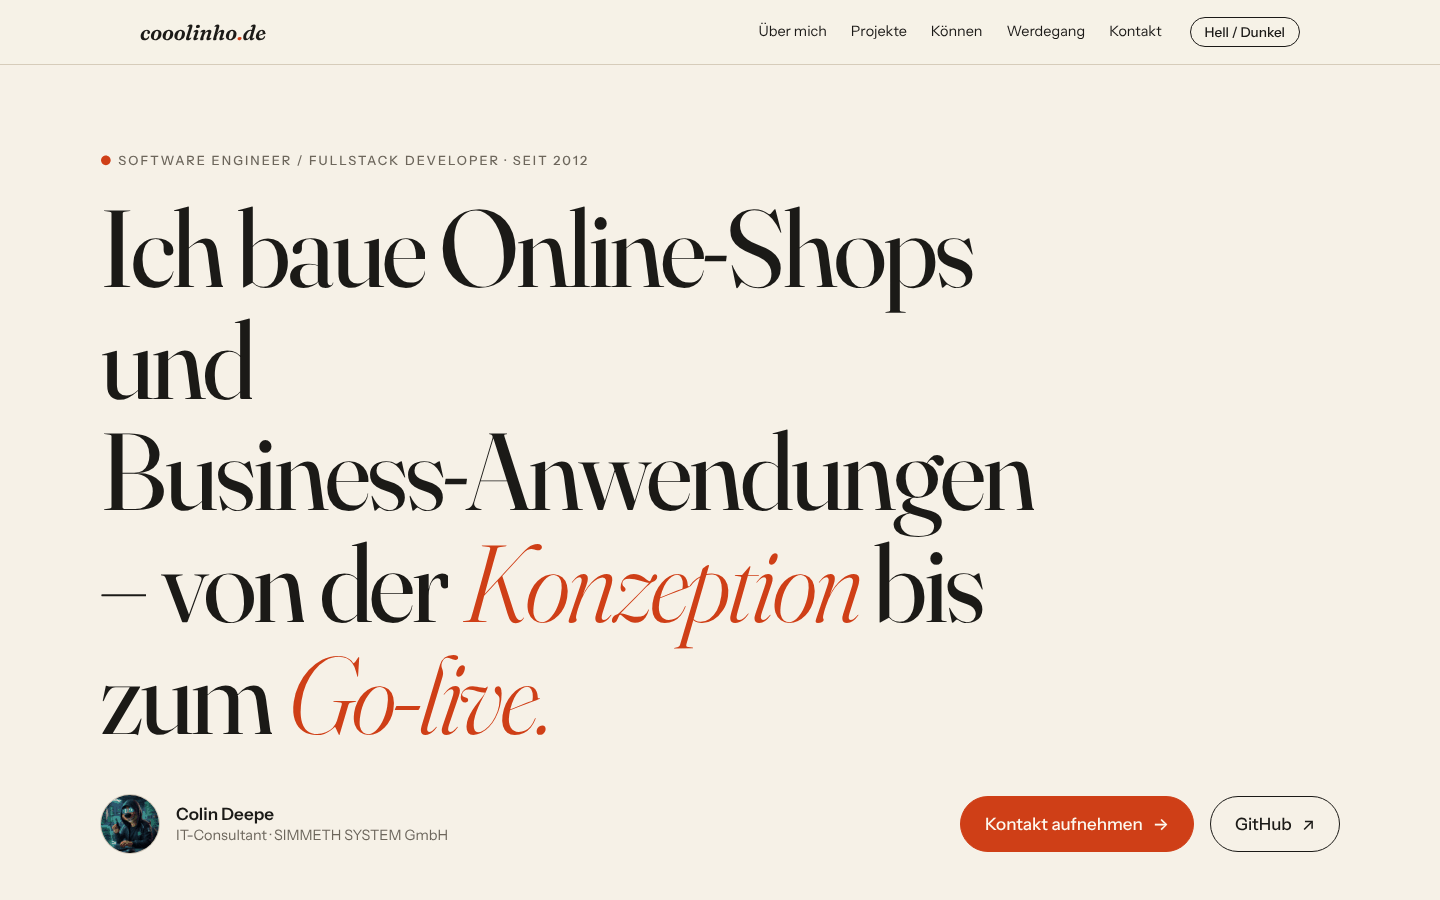 cooolinho.de
Über mich Projekte Können Werdegang Kontakt Hell / Dunkel
SOFTWARE ENGINEER / FULLSTACK DEVELOPER · SEIT 2012
Ich baue Online-Shops
und
Business-Anwendungen
– von der Konzeption bis
zum Go-live.
Colin Deepe
IT-Consultant · SIMMETH SYSTEM GmbH
Kontakt aufnehmen →
GitHub ↗